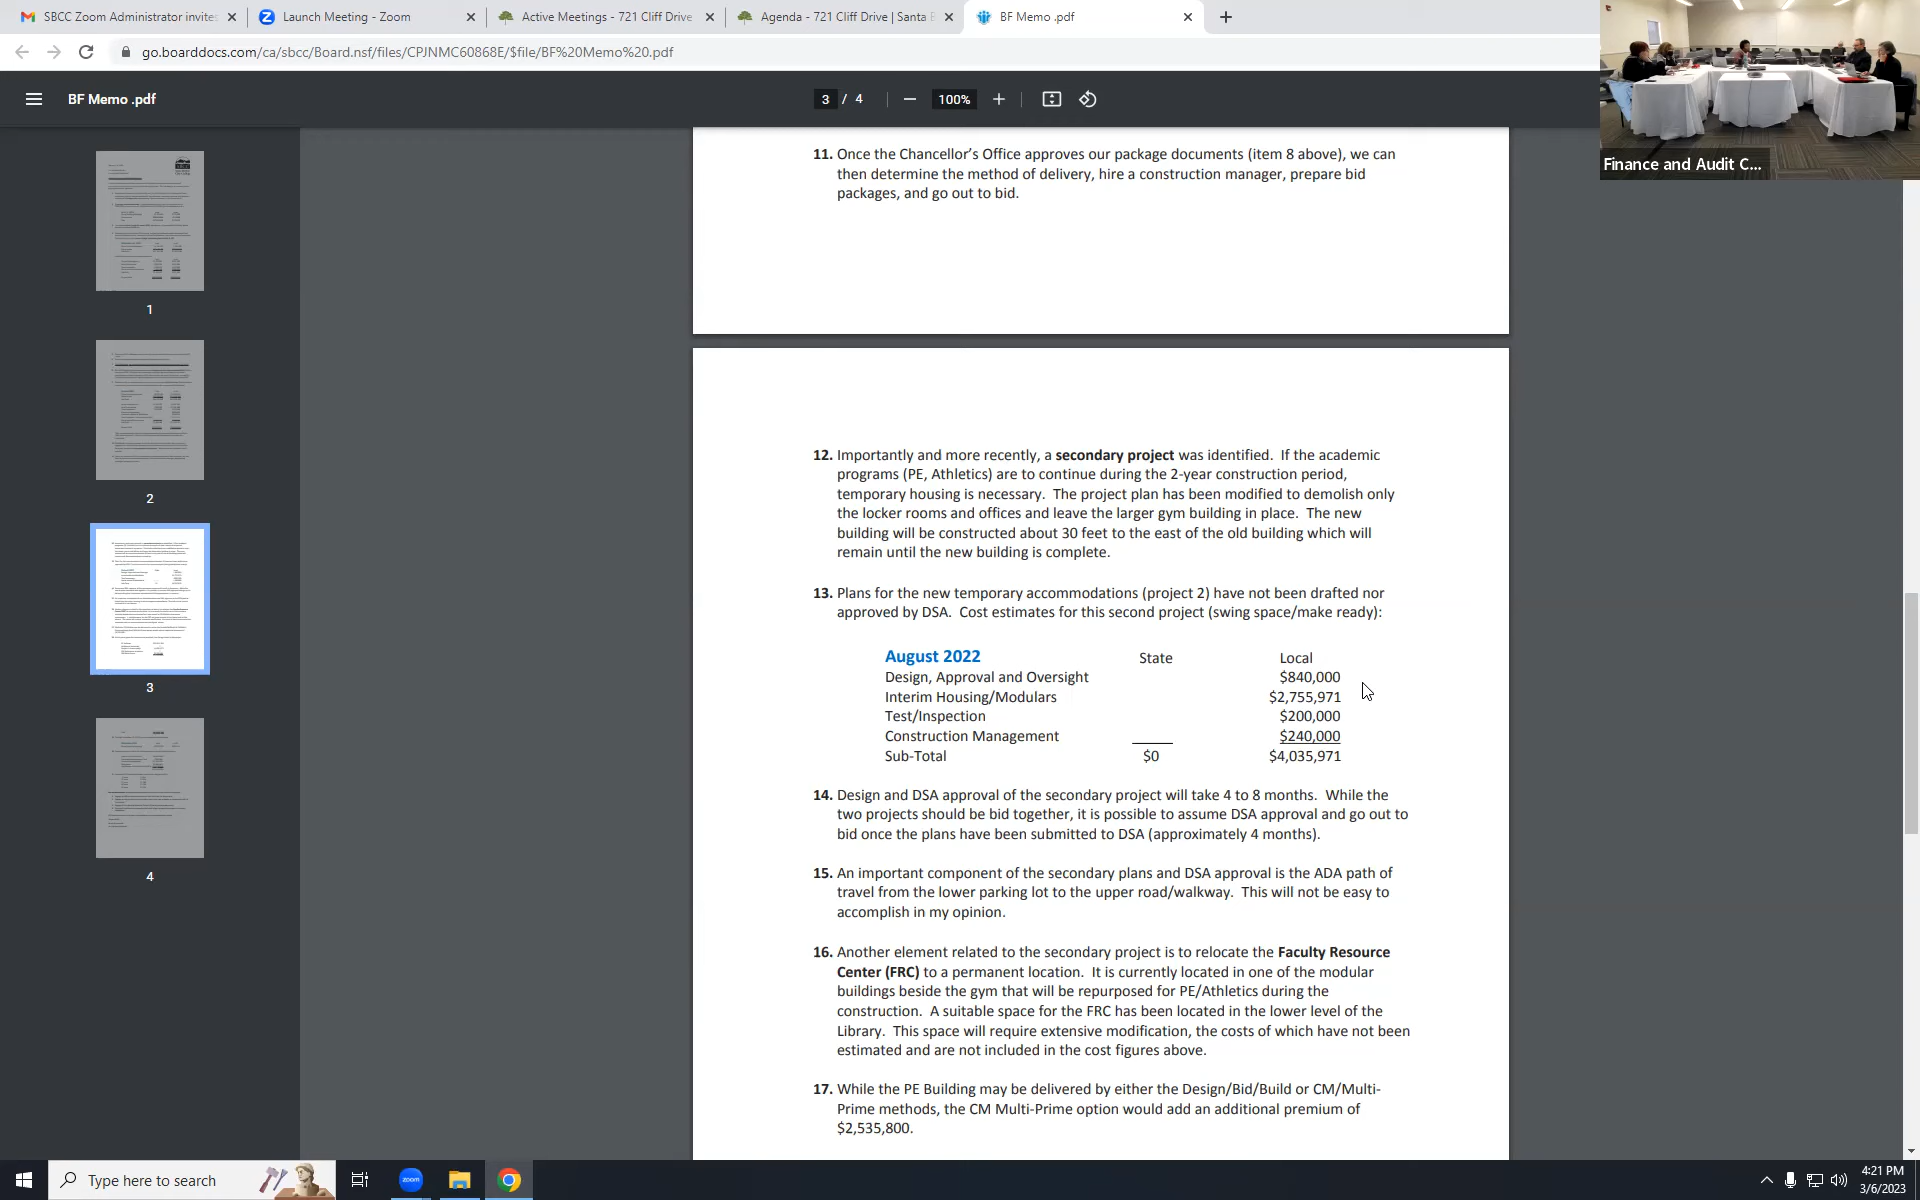 SBCC Zoom Administrator invites
Launch Meeting - Zoom
Active Meetings - 721 Cliff Drive
Agenda - 721 Cliff Drive | Santa B
BF Memo .pdf
go.boarddocs.com/ca/sbcc/Board.nsf/files/CPJNMC60868E/$file/BF%20Memo%20.pdf
BF Memo .pdf
3 / 4
100%
Finance and Audit C...
1
2
3
4
11. Once the Chancellor's Office approves our package documents (item 8 above), we can
then determine the method of delivery, hire a construction manager, prepare bid
packages, and go out to bid.
12. Importantly and more recently, a secondary project was identified. If the academic
programs (PE, Athletics) are to continue during the 2-year construction period,
temporary housing is necessary. The project plan has been modified to demolish only
the locker rooms and offices and leave the larger gym building in place. The new
building will be constructed about 30 feet to the east of the old building which will
remain until the new building is complete.
13. Plans for the new temporary accommodations (project 2) have not been drafted nor
approved by DSA. Cost estimates for this second project (swing space/make ready):
August 2022 State Local
Design, Approval and Oversight $840,000
Interim Housing/Modulars $2,755,971
Test/Inspection $200,000
Construction Management $240,000
Sub-Total $0 $4,035,971
14. Design and DSA approval of the secondary project will take 4 to 8 months. While the
two projects should be bid together, it is possible to assume DSA approval and go out to
bid once the plans have been submitted to DSA (approximately 4 months).
15. An important component of the secondary plans and DSA approval is the ADA path of
travel from the lower parking lot to the upper road/walkway. This will not be easy to
accomplish in my opinion.
16. Another element related to the secondary project is to relocate the Faculty Resource
Center (FRC) to a permanent location. It is currently located in one of the modular
buildings beside the gym that will be repurposed for PE/Athletics during the
construction. A suitable space for the FRC has been located in the lower level of the
Library. This space will require extensive modification, the costs of which have not been
estimated and are not included in the cost figures above.
17. While the PE Building may be delivered by either the Design/Bid/Build or CM/Multi-
Prime methods, the CM Multi-Prime option would add an additional premium of
$2,535,800.
Type here to search
zoom
4:21 PM
3/6/2023